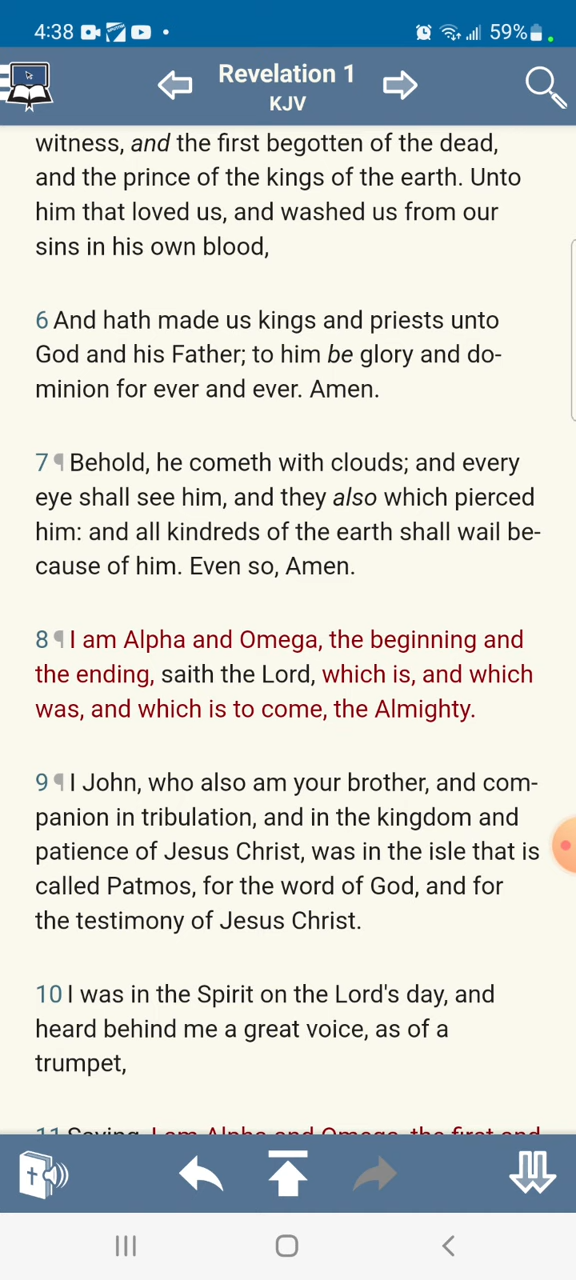 4:38
59%
Revelation 1
KJV
witness, and the first begotten of the dead,
and the prince of the kings of the earth. Unto
him that loved us, and washed us from our
sins in his own blood,
6 And hath made us kings and priests unto
God and his Father; to him be glory and do-
minion for ever and ever. Amen.
7 ¶ Behold, he cometh with clouds; and every
eye shall see him, and they also which pierced
him: and all kindreds of the earth shall wail be-
cause of him. Even so, Amen.
8 ¶ I am Alpha and Omega, the beginning and
the ending, saith the Lord, which is, and which
was, and which is to come, the Almighty.
9 ¶ I John, who also am your brother, and com-
panion in tribulation, and in the kingdom and
patience of Jesus Christ, was in the isle that is
called Patmos, for the word of God, and for
the testimony of Jesus Christ.
10 I was in the Spirit on the Lord's day, and
heard behind me a great voice, as of a
trumpet,
11 Saying, I am Alpha and Omega, the first and